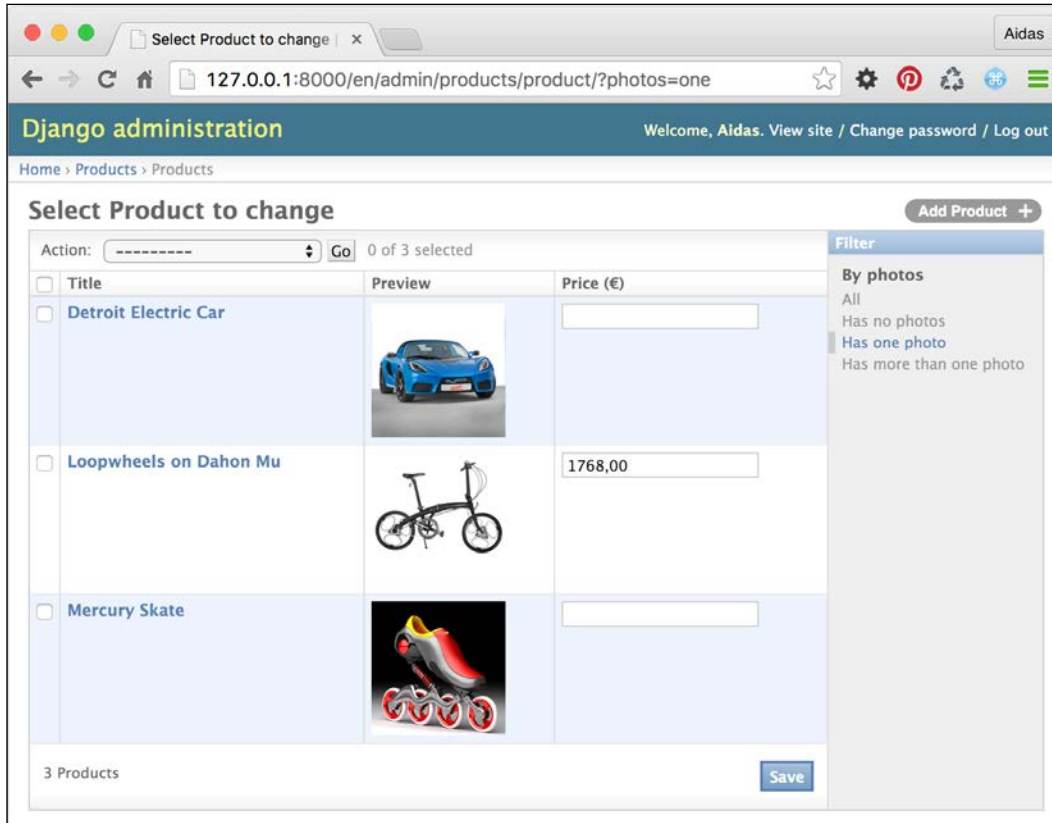 Select Product to change
Aidas
127.0.0.1:8000/en/admin/products/product/?photos=one
Django administration
Welcome, Aidas. View site / Change password / Log out
Home › Products › Products
Select Product to change
Add Product +
Action: --------- Go 0 of 3 selected
Filter
Title Preview Price (€)
By photos
All
Has no photos
Has one photo
Has more than one photo
Detroit Electric Car
Loopwheels on Dahon Mu
1768,00
Mercury Skate
3 Products
Save